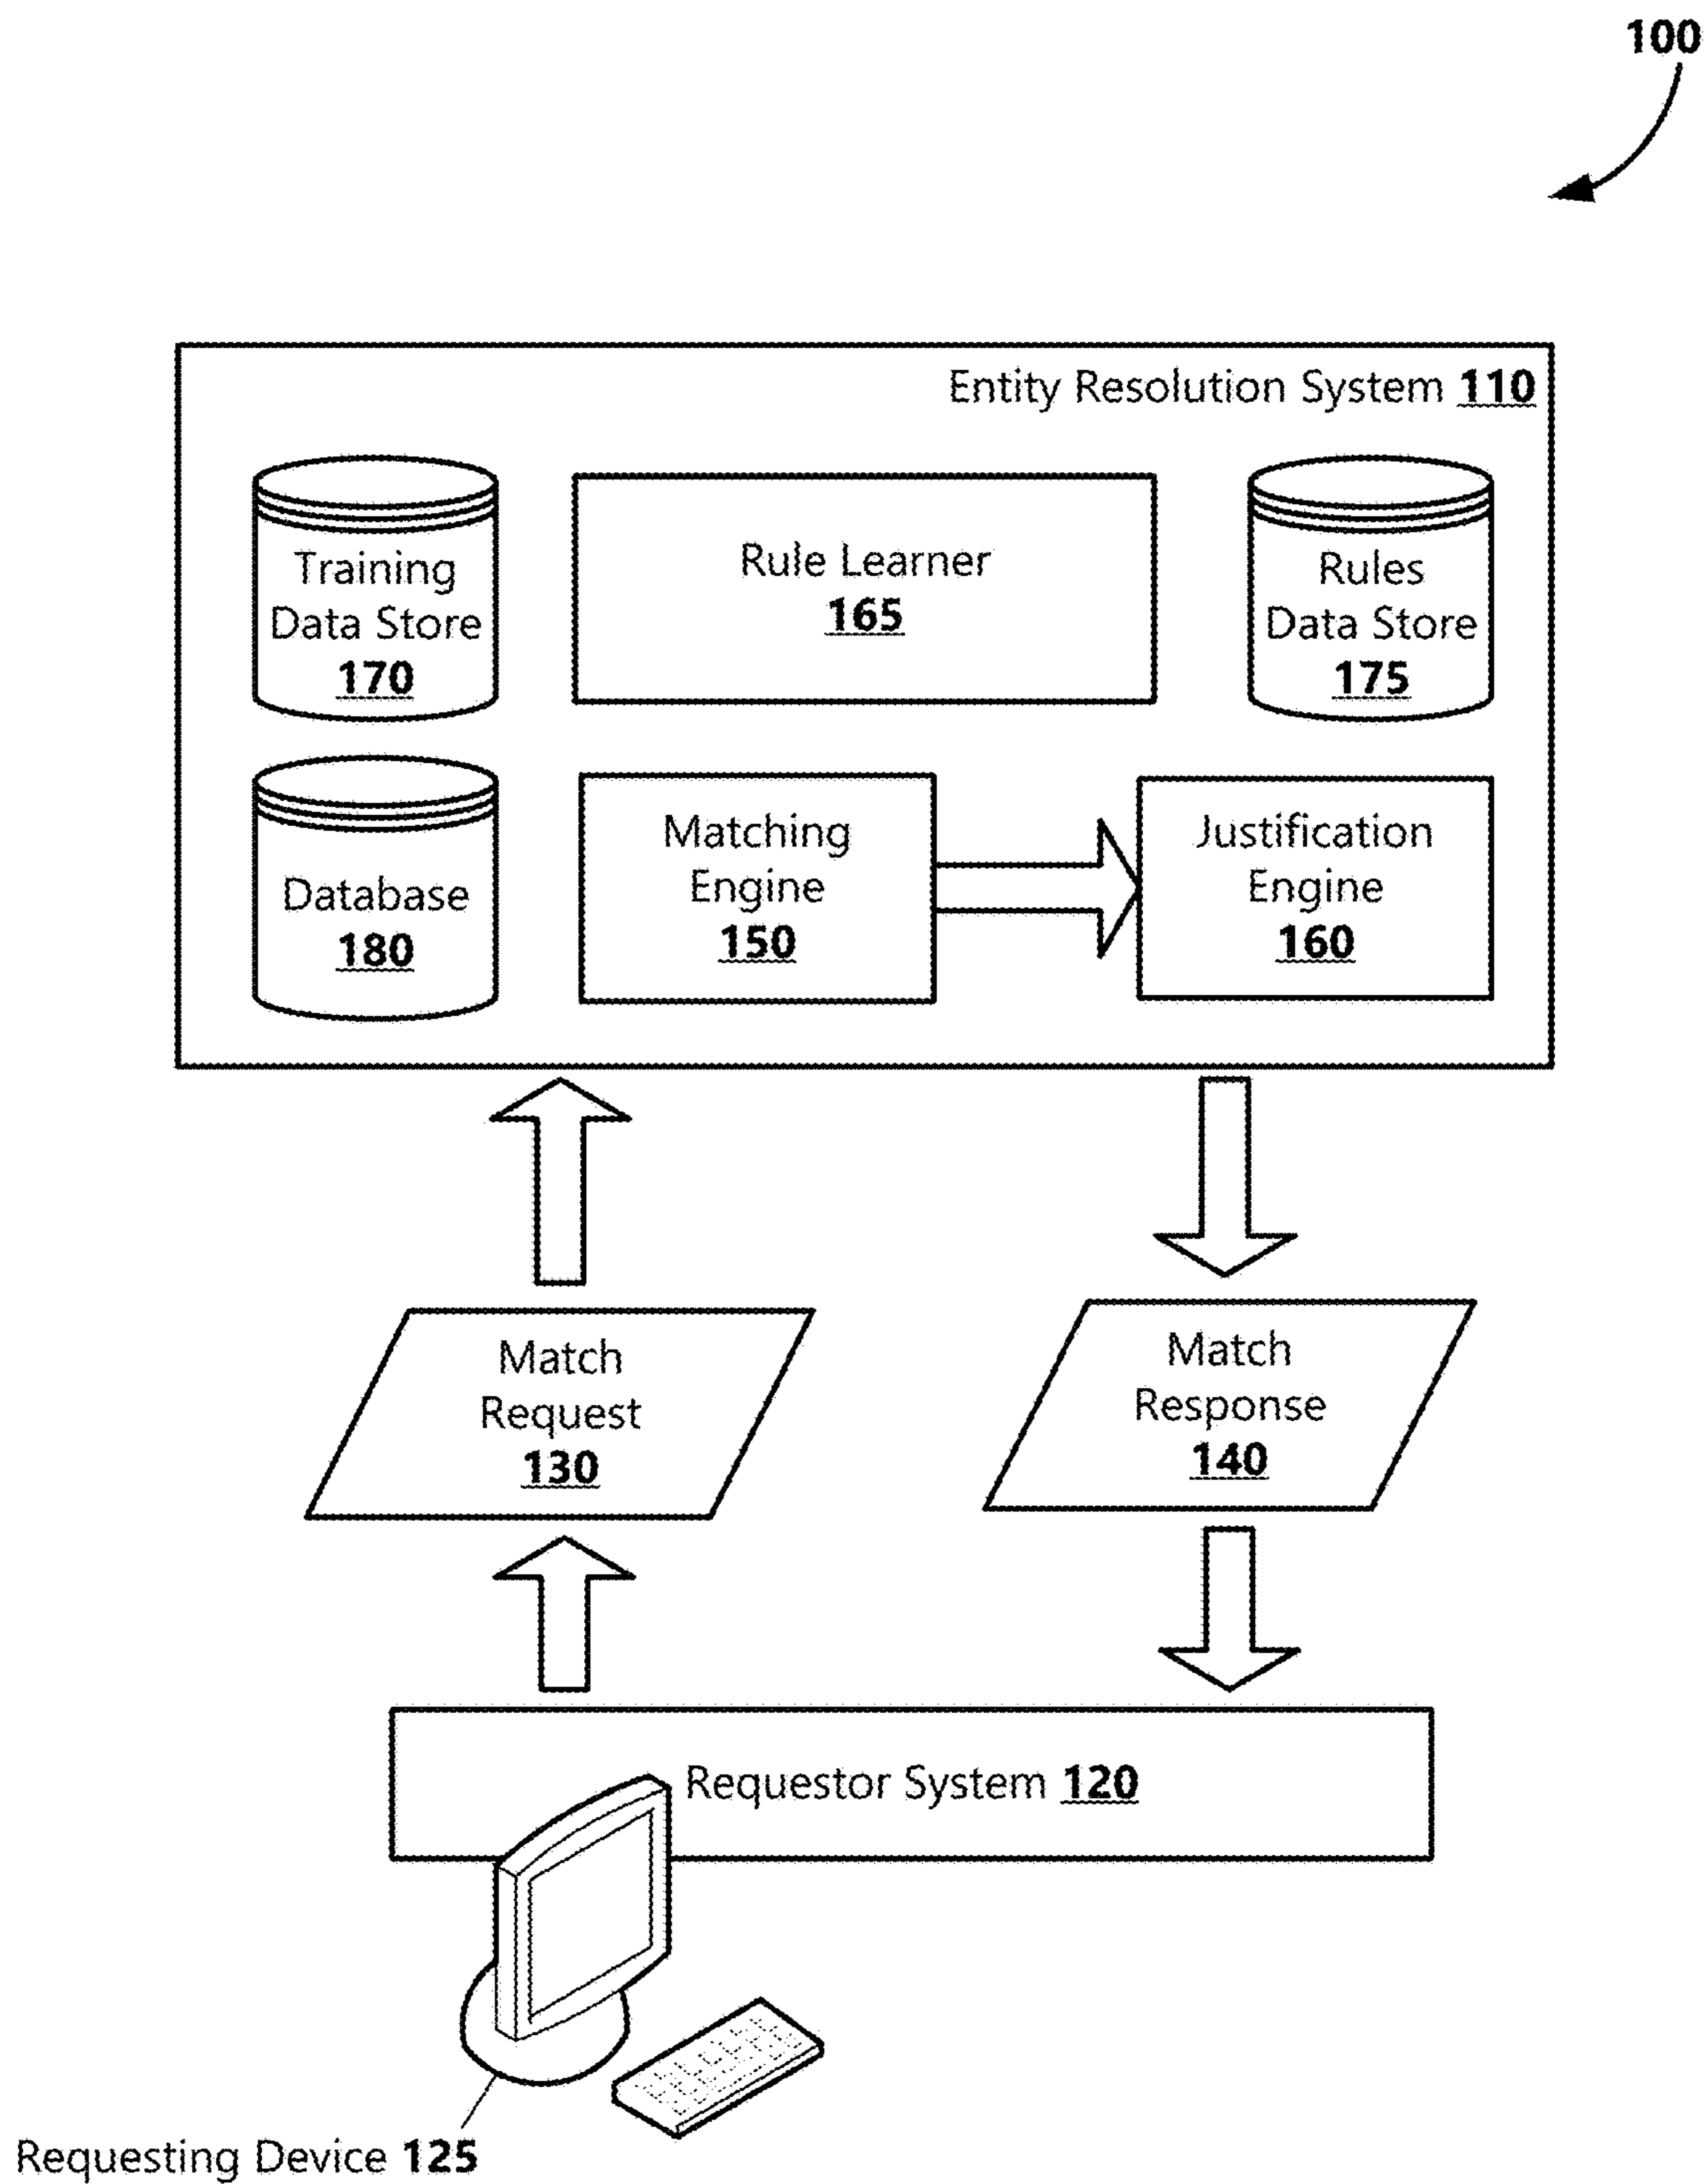 100
Entity Resolution System 110
Training
Data Store
170
Rule Learner
165
Rules
Data Store
175
Database
180
Matching
Engine
150
Justification
Engine
160
Match
Request
130
Match
Response
140
Requestor System 120
Requesting Device 125